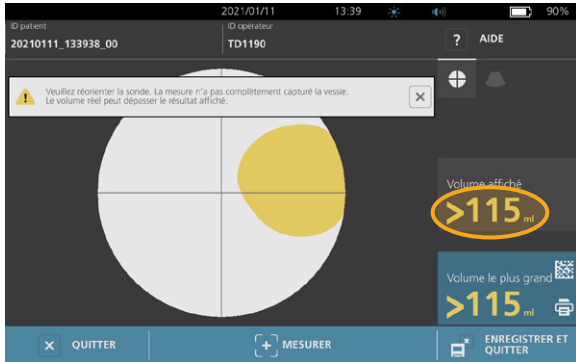 2021/01/11 13:39 90%
ID patient
20210111_133938_00
ID opérateur
TD1190
? AIDE
Veuillez réorienter la sonde. La mesure n'a pas complètement capturé la vessie.
Le volume réel peut dépasser le résultat affiché.
Volume affiché
>115 ml
Volume le plus grand
>115 ml
QUITTER
MESURER
ENREGISTRER ET
QUITTER